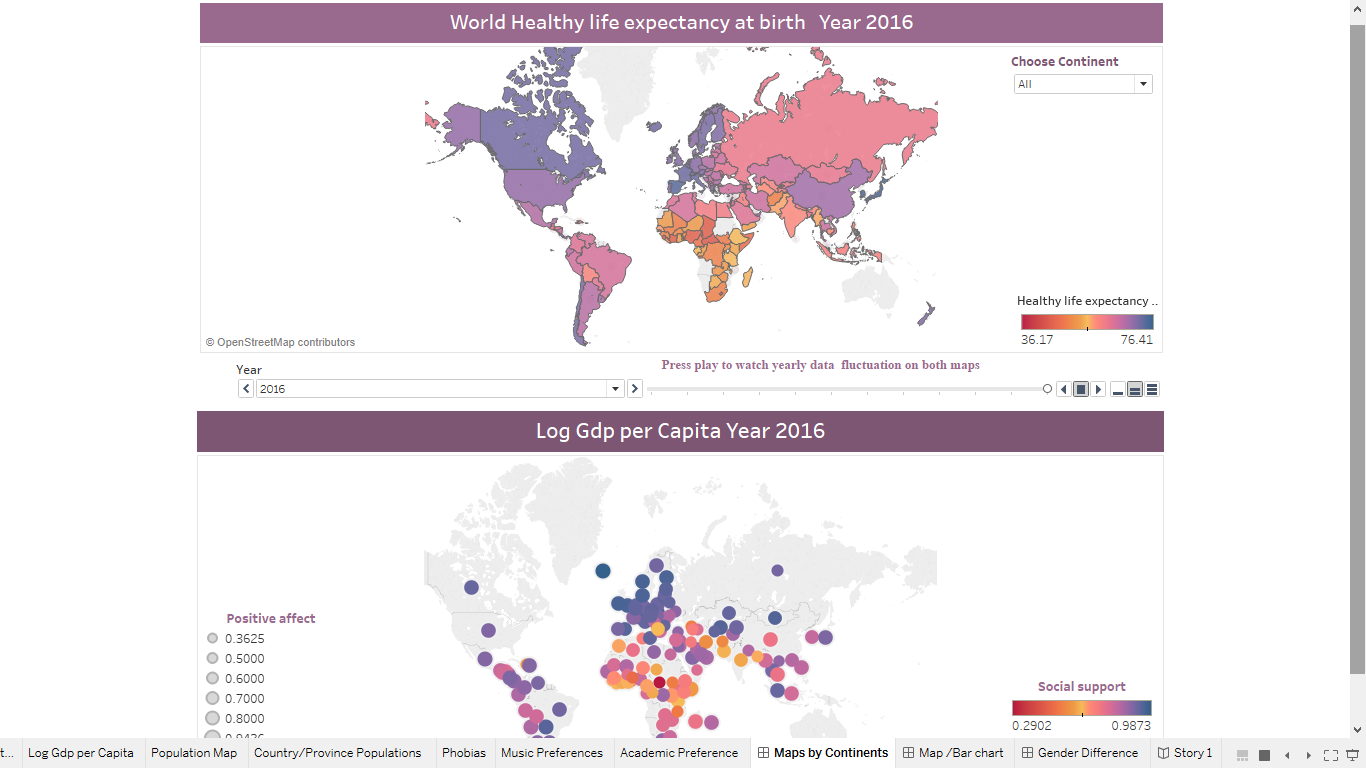 World Healthy life expectancy at birth   Year 2016
Choose Continent
All
Healthy life expectancy ..
36.17 76.41
© OpenStreetMap contributors
Year
Press play to watch yearly data  fluctuation on both maps
2016
Log Gdp per Capita Year 2016
Positive affect
0.3625
0.5000
0.6000
0.7000
0.8000
Social support
0.2902 0.9873
t... Log Gdp per Capita Population Map Country/Province Populations Phobias Music Preferences Academic Preference Maps by Continents Map /Bar chart Gender Difference Story 1